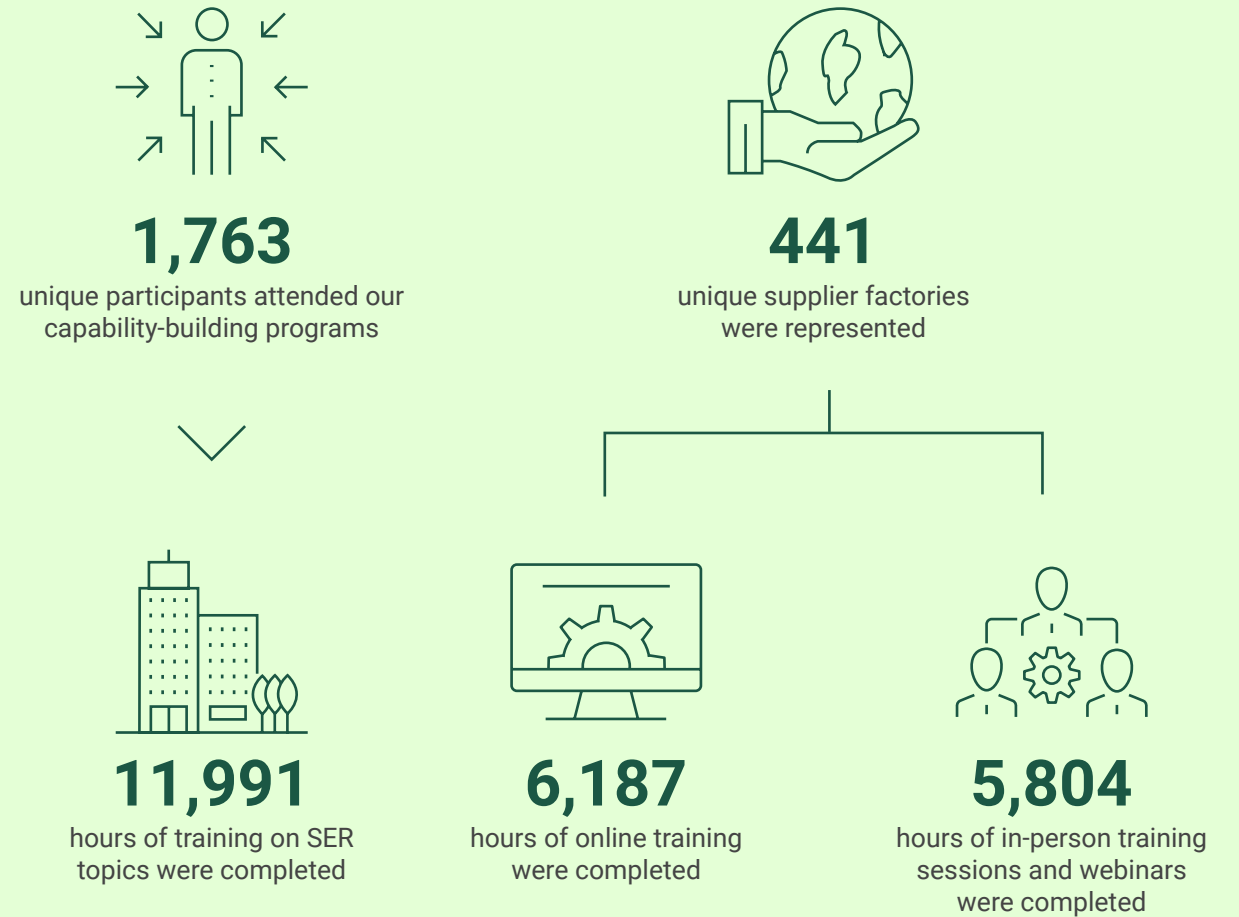 1,763
unique participants attended our
capability-building programs
441
unique supplier factories
were represented
11,991
hours of training on SER
topics were completed
6,187
hours of online training
were completed
5,804
hours of in-person training
sessions and webinars
were completed